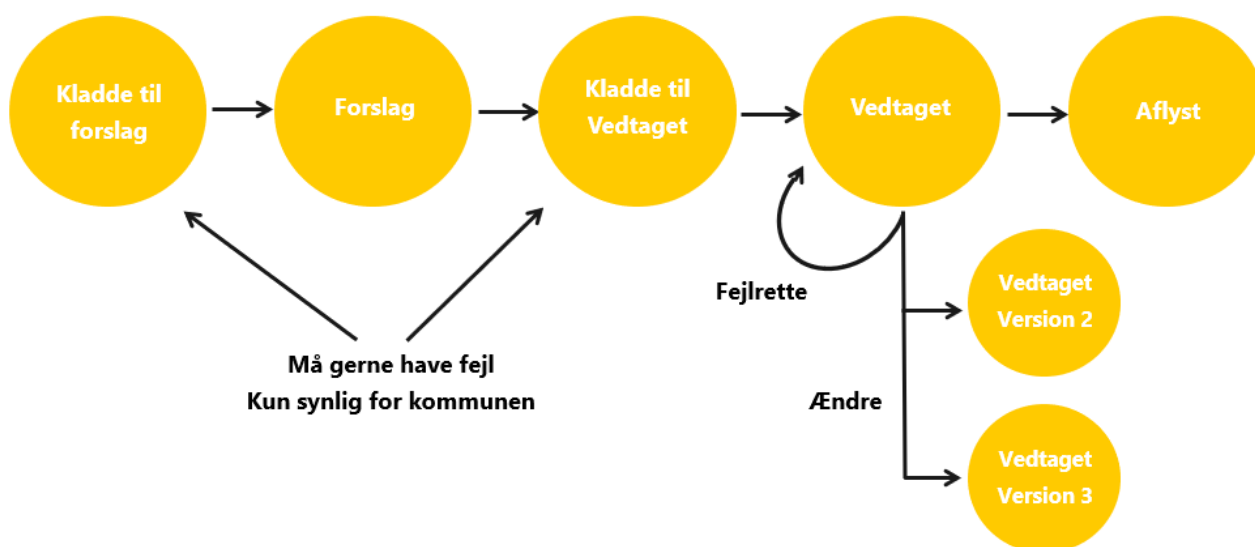 Kladde til
forslag
Forslag
Kladde til
Vedtaget
Vedtaget
Aflyst
Må gerne have fejl
Kun synlig for kommunen
Fejlrette
Ændre
Vedtaget
Version 2
Vedtaget
Version 3